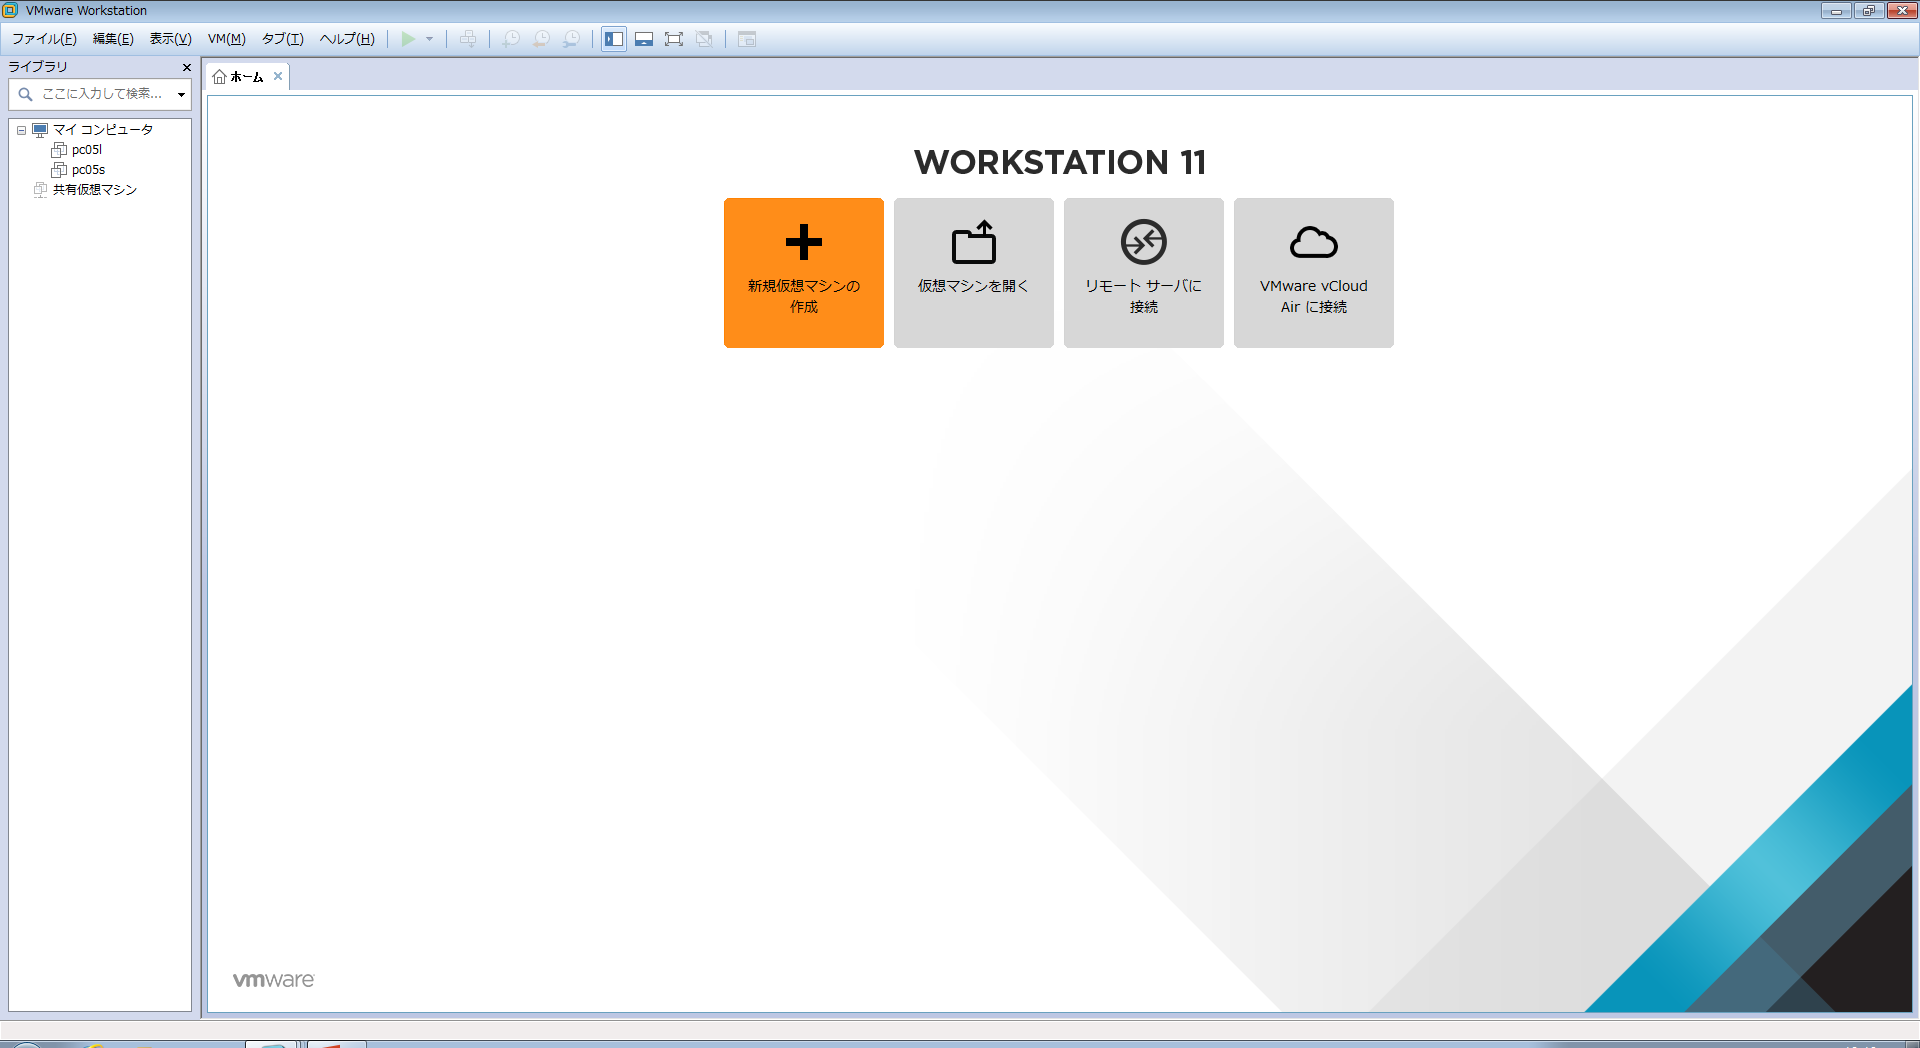 VMware Workstation
ファイル(F) 編集(E) 表示(V) VM(M) タブ(T) ヘルプ(H)
ライブラリ
ここに入力して検索...
マイ コンピュータ
pc05l
pc05s
共有仮想マシン
ホーム
WORKSTATION 11
新規仮想マシンの
作成
仮想マシンを開く
リモート サーバに
接続
VMware vCloud
Air に接続
vmware